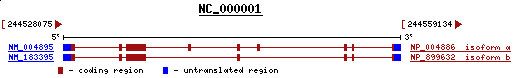 NC_000001
[ 244528075 [ 244559134
5' 3'
NM_004895 NP_004886 isoform a
NM_183395 NP_899632 isoform b
- coding region - untranslated region